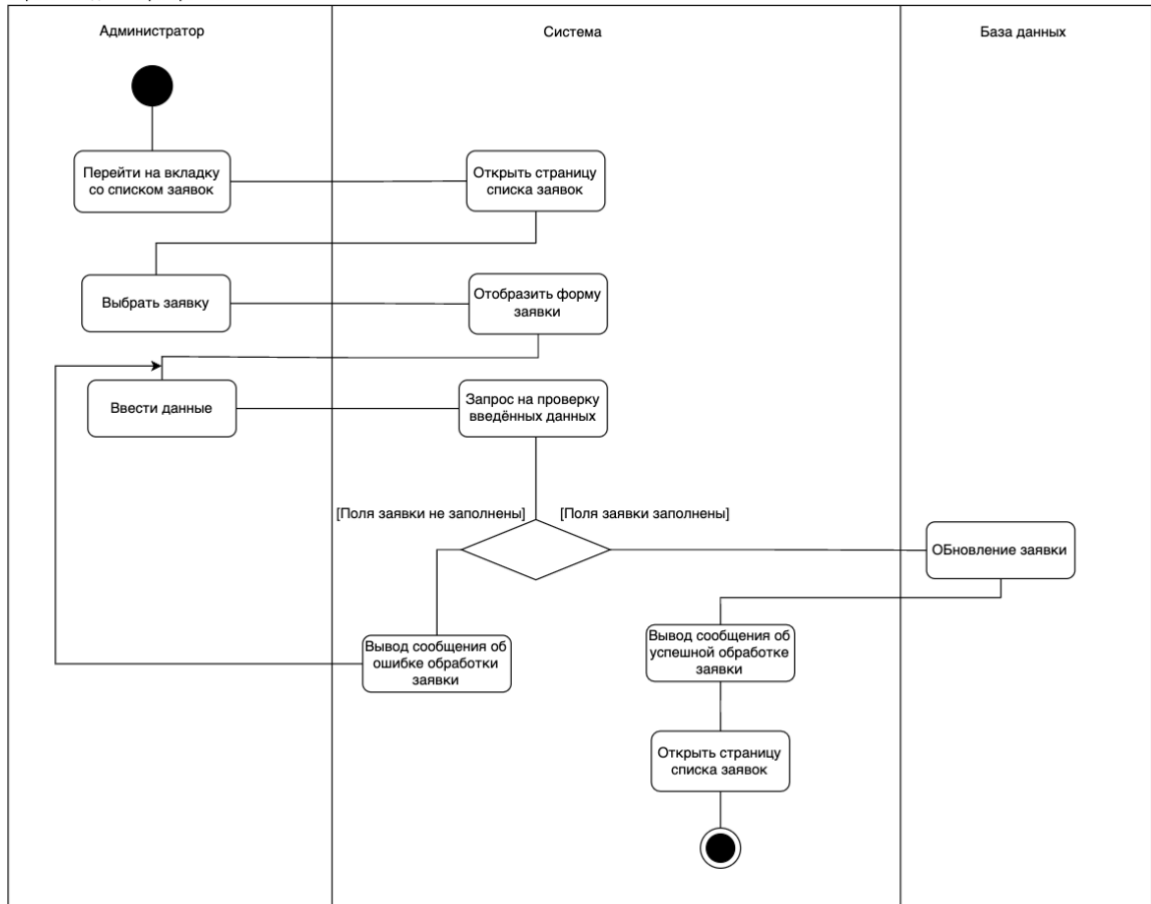 Администратор
Система
База данных
Перейти на вкладку
со списком заявок
Открыть страницу
списка заявок
Выбрать заявку
Отобразить форму
заявки
Ввести данные
Запрос на проверку
введённых данных
[Поля заявки не заполнены]
[Поля заявки заполнены]
ОБновление заявки
Вывод сообщения об
ошибке обработки
заявки
Вывод сообщения об
успешной обработке
заявки
Открыть страницу
списка заявок